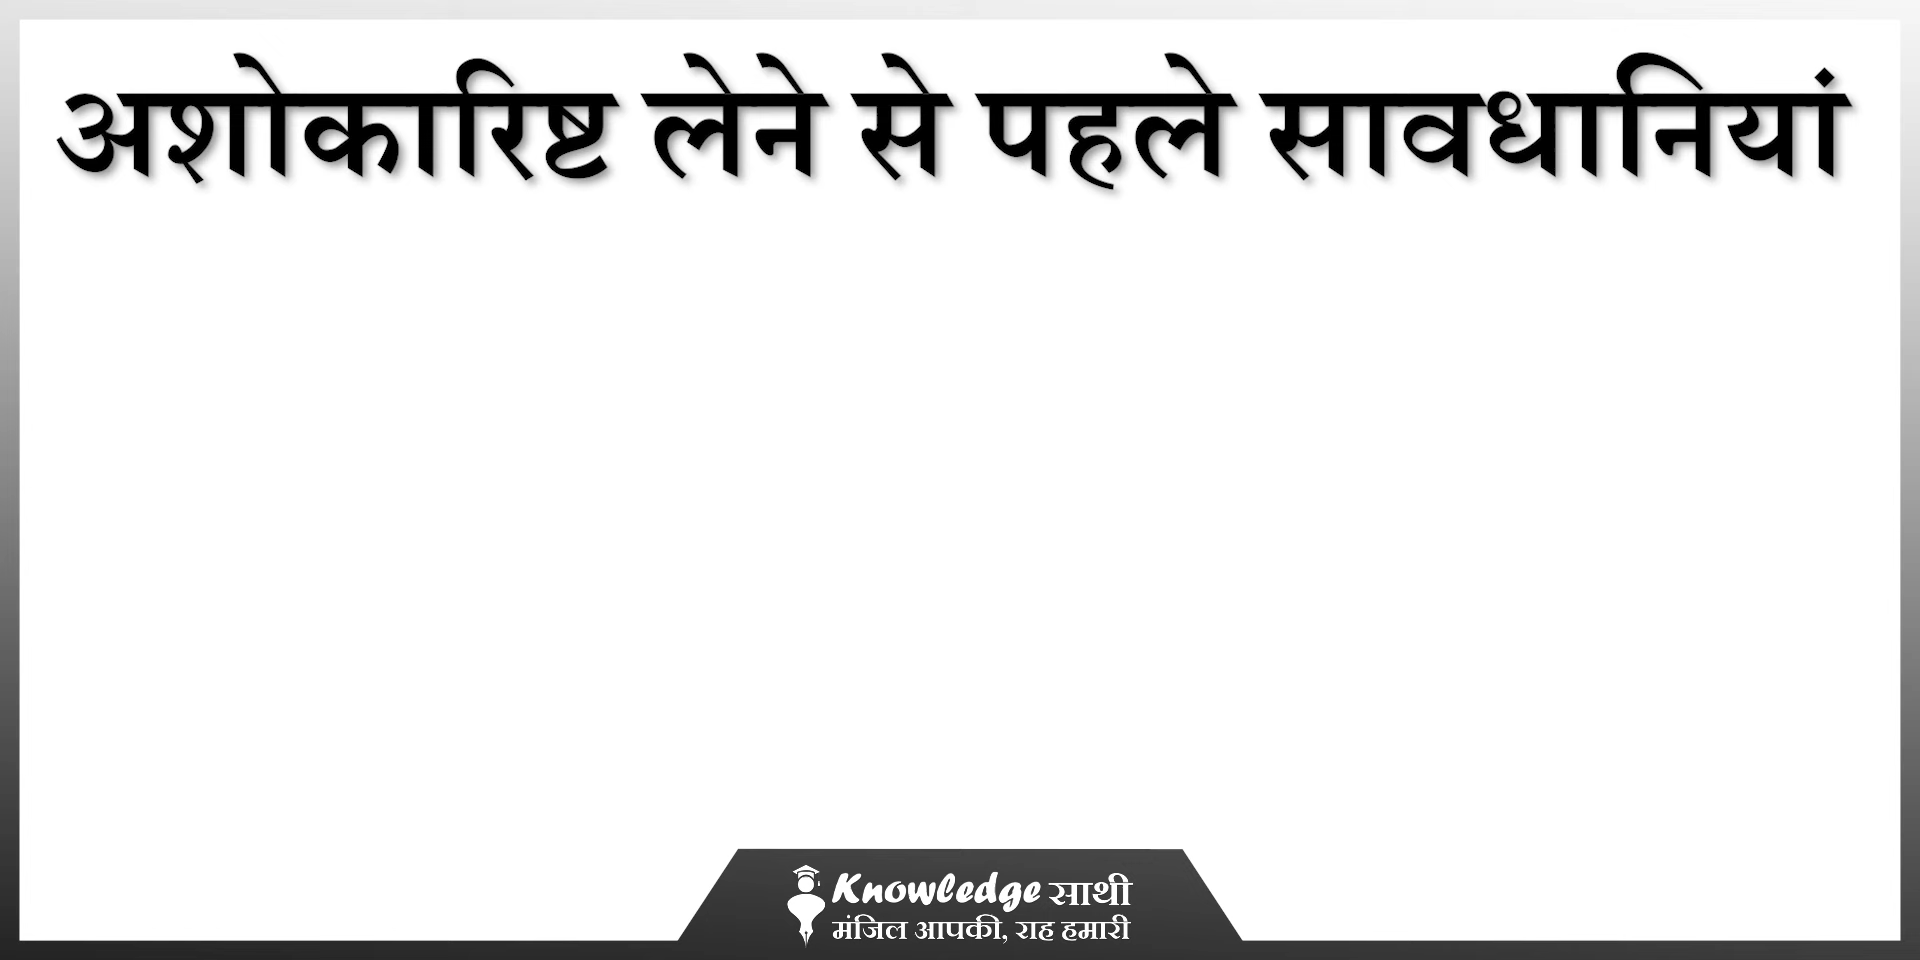 अशोकारिष्ट लेने से पहले सावधानियां
Knowledge साथी
मंजिल आपकी, राह हमारी